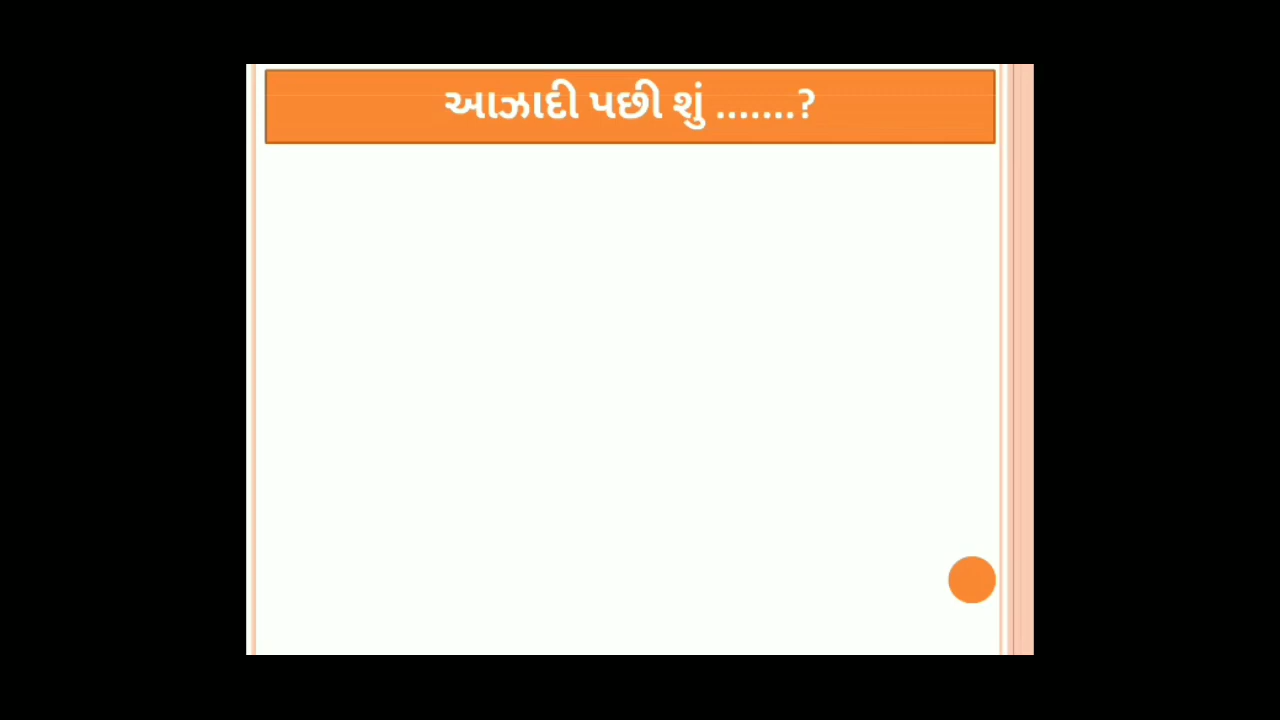 આઝાદી પછી શું .......?